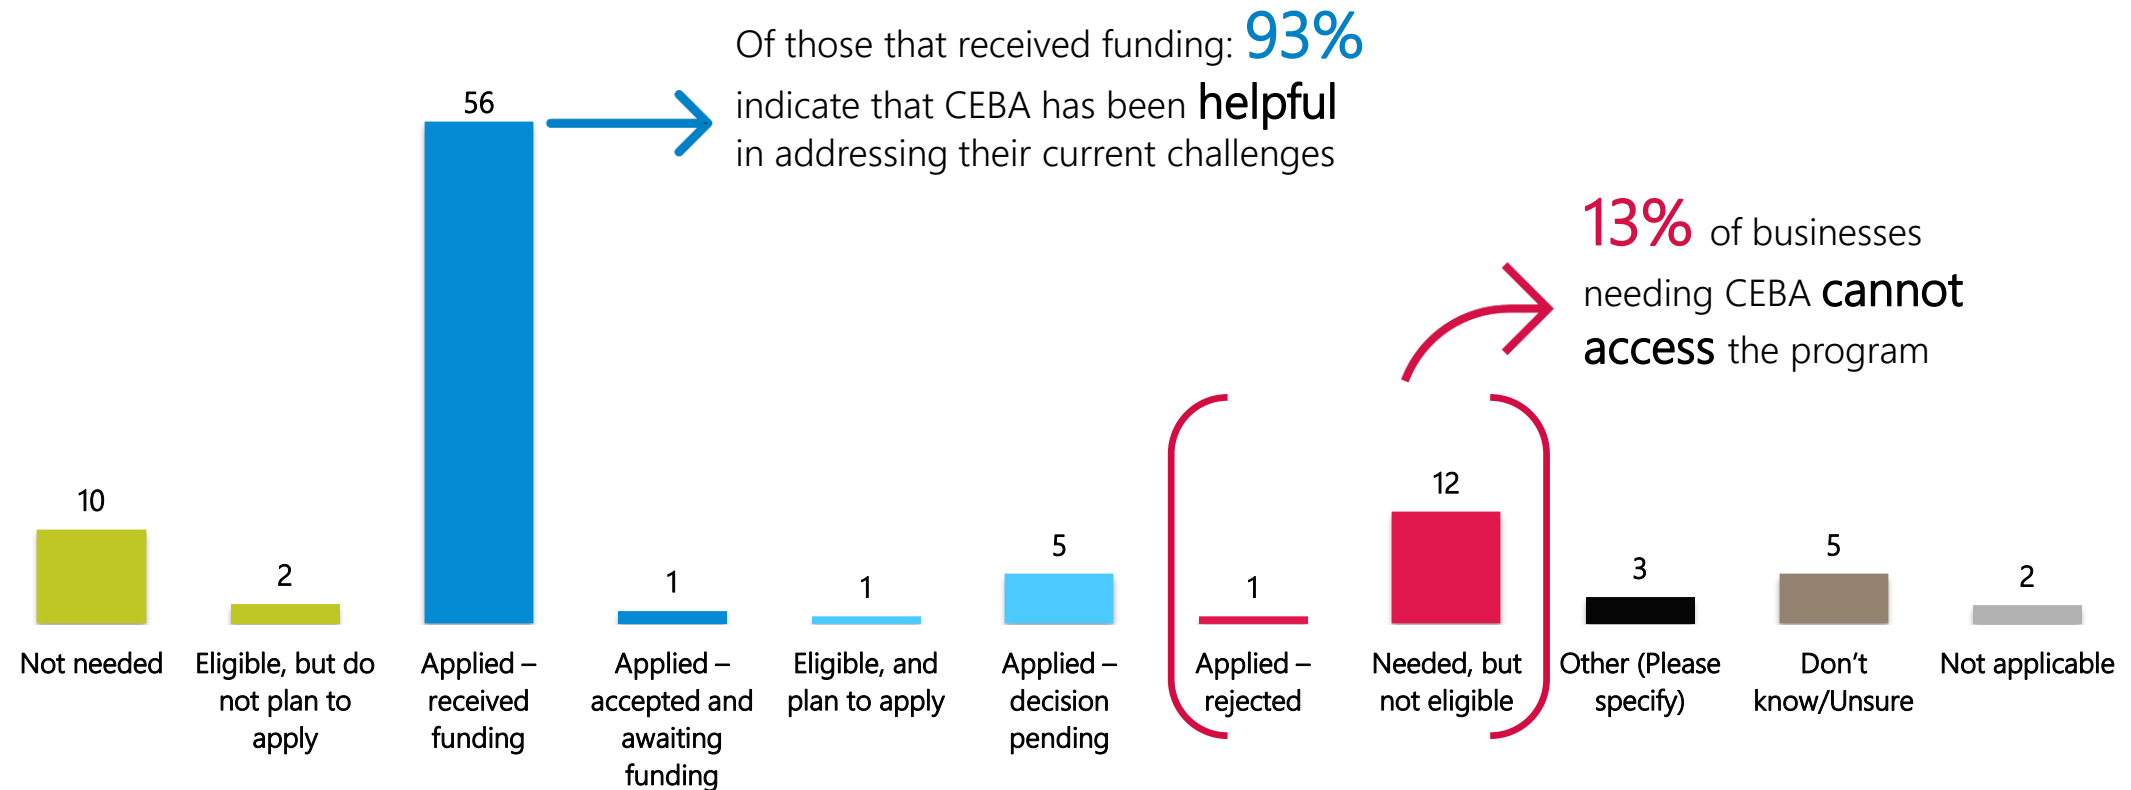 Of those that received funding: 93%
indicate that CEBA has been helpful
in addressing their current challenges
13% of businesses
needing CEBA cannot
access the program
10
2
56
1
1
5
1
12
3
5
2
Not needed
Eligible, but do
not plan to
apply
Applied –
received
funding
Applied –
accepted and
awaiting
funding
Eligible, and
plan to apply
Applied –
decision
pending
Applied –
rejected
Needed, but
not eligible
Other (Please
specify)
Don’t
know/Unsure
Not applicable